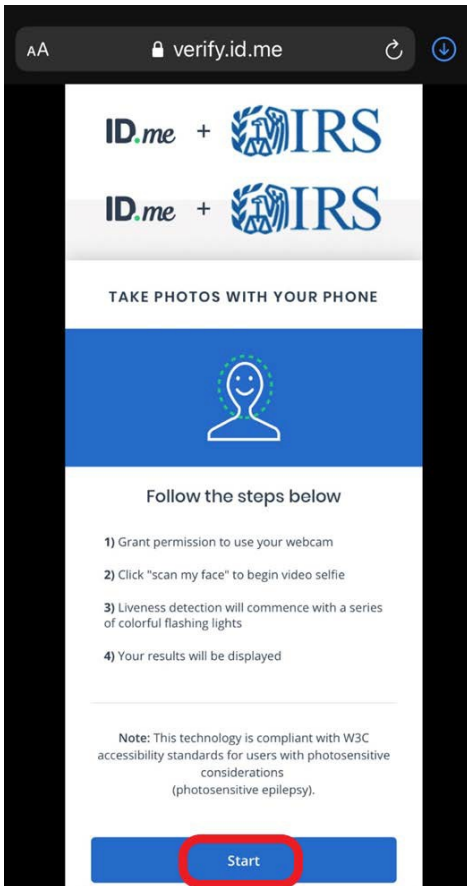 AA verify.id.me
ID.me + IRS
ID.me + IRS
TAKE PHOTOS WITH YOUR PHONE
Follow the steps below
1) Grant permission to use your webcam
2) Click "scan my face" to begin video selfie
3) Liveness detection will commence with a series
of colorful flashing lights
4) Your results will be displayed
Note: This technology is compliant with W3C
accessibility standards for users with photosensitive
considerations
(photosensitive epilepsy).
Start